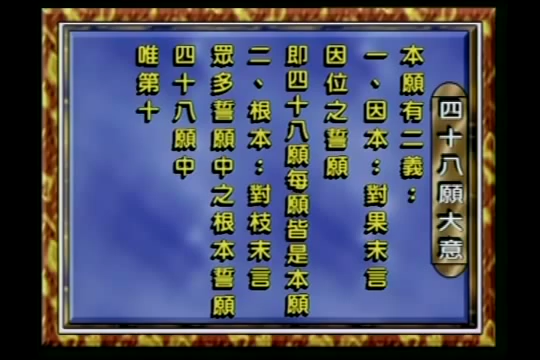 四十八願大意
本願有二義：
一、因本：對果末言
因位之誓願
即四十八願每願皆是本願
二、根本：對枝末言
眾多誓願中之根本誓願
四十八願中
唯第十